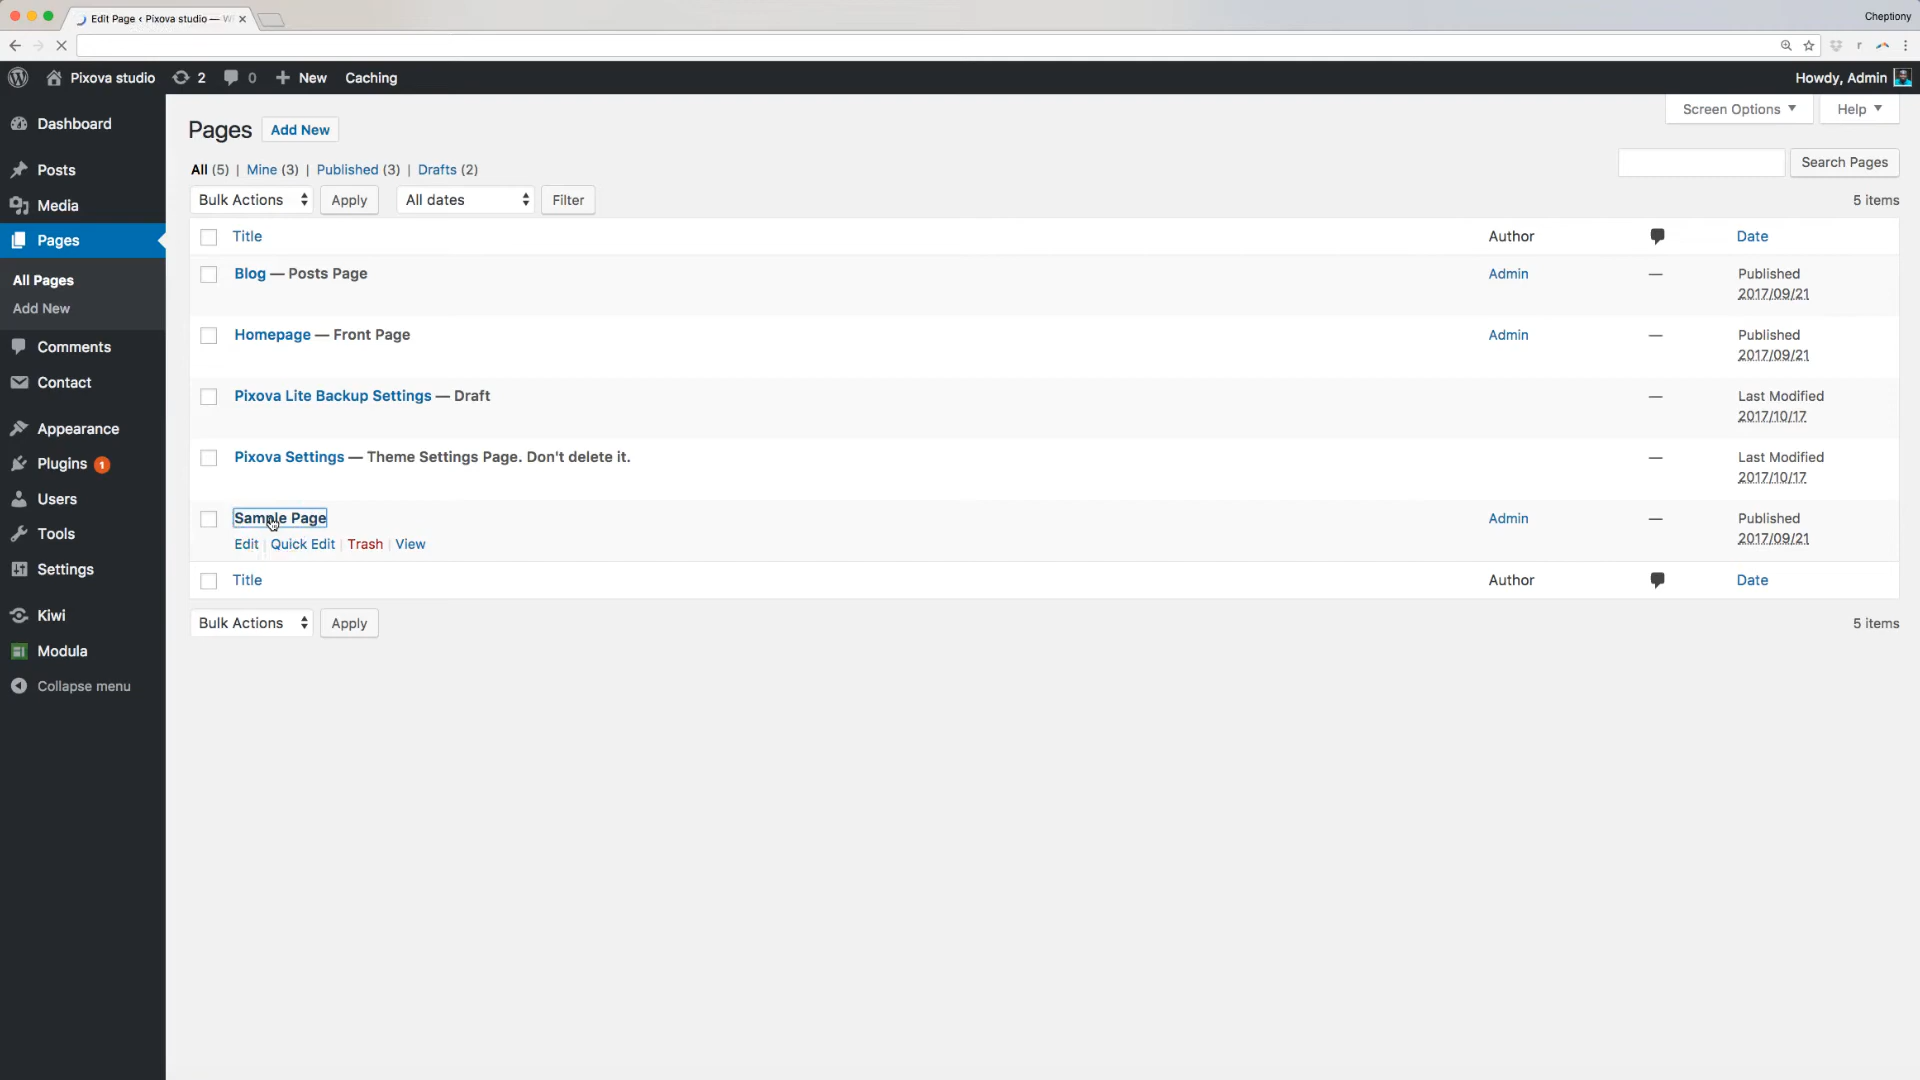 Edit Page ‹ Pixova studio — W
Cheptiony
Pixova studio 2 0 New Caching Howdy, Admin
Dashboard
Posts
Media
Pages
All Pages
Add New
Comments
Contact
Appearance
Plugins 1
Users
Tools
Settings
Kiwi
Modula
Collapse menu
Screen Options Help
Pages Add New
All (5) | Mine (3) | Published (3) | Drafts (2)
Search Pages
Bulk Actions Apply All dates Filter 5 items
Title Author Date
Blog — Posts Page Admin — Published
2017/09/21
Homepage — Front Page Admin — Published
2017/09/21
Pixova Lite Backup Settings — Draft — Last Modified
2017/10/17
Pixova Settings — Theme Settings Page. Don't delete it. — Last Modified
2017/10/17
Sample Page Admin — Published
Edit | Quick Edit | Trash | View 2017/09/21
Title Author Date
Bulk Actions Apply 5 items